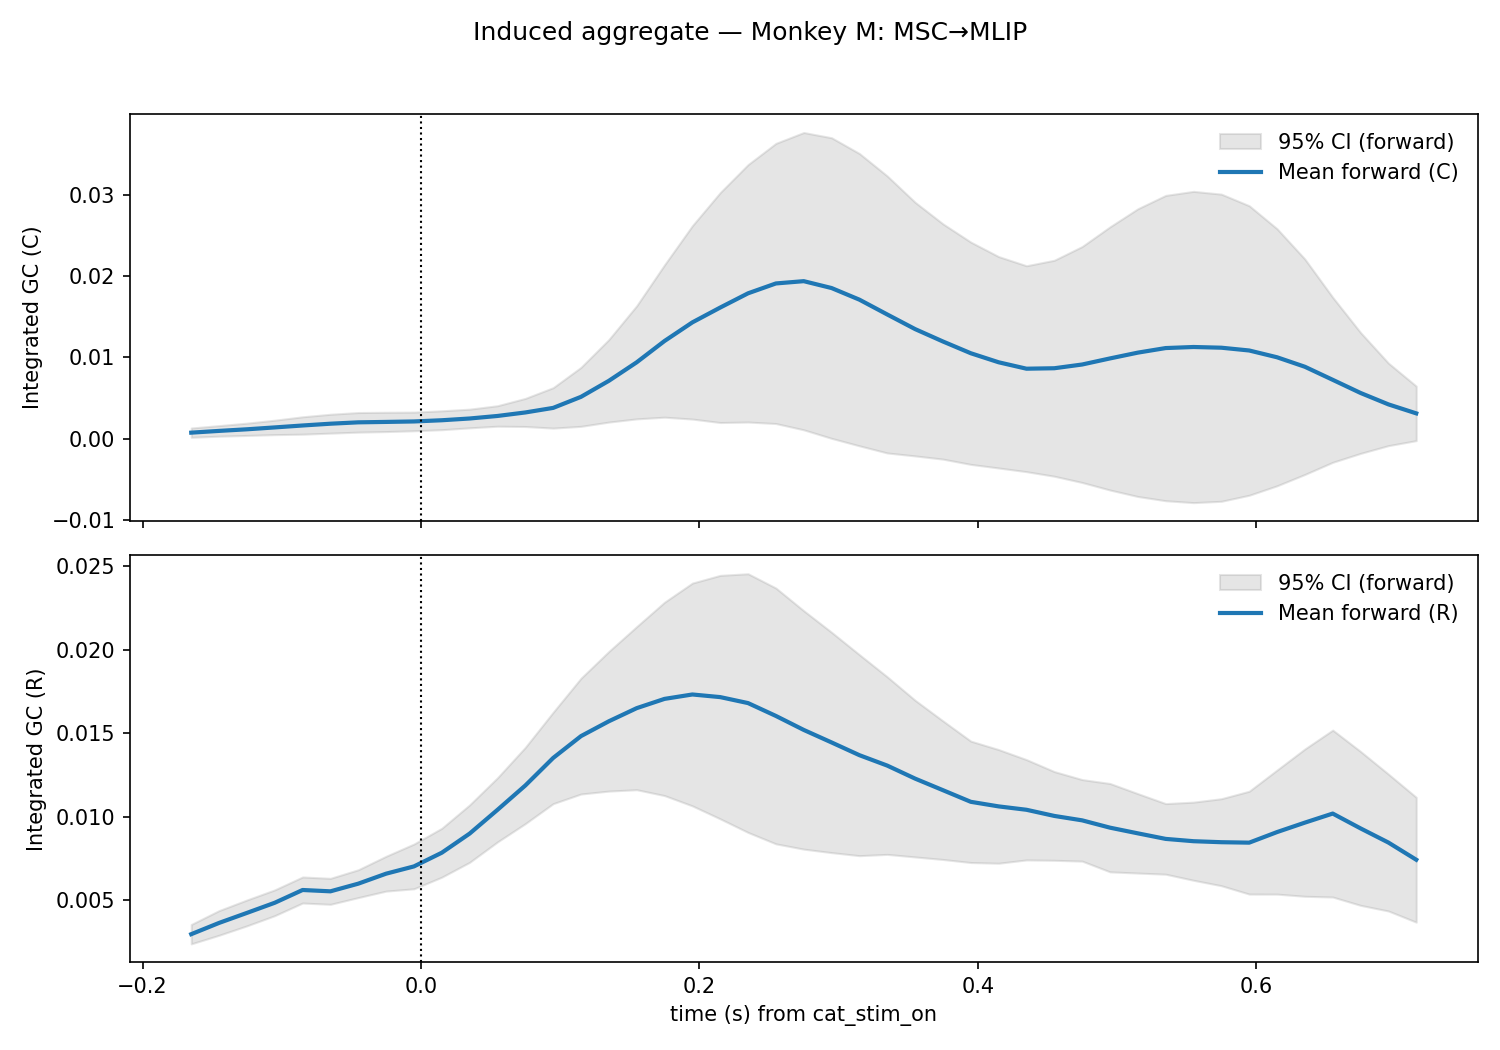 Induced aggregate — Monkey M: MSC→MLIP
Integrated GC (C)
0.03
0.02
0.01
0.00
−0.01
95% CI (forward)
Mean forward (C)
Integrated GC (R)
0.025
0.020
0.015
0.010
0.005
95% CI (forward)
Mean forward (R)
−0.2 0.0 0.2 0.4 0.6
time (s) from cat_stim_on